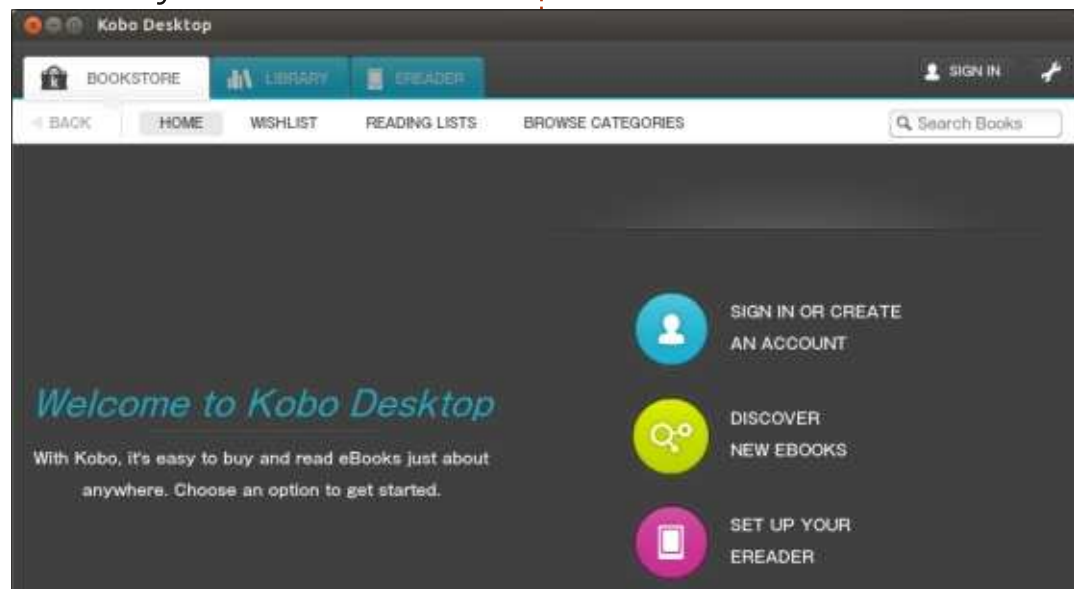 Kobo Desktop
BOOKSTORE LIBRARY EREADER SIGN IN
BACK HOME WISHLIST READING LISTS BROWSE CATEGORIES Search Books
SIGN IN OR CREATE
AN ACCOUNT
Welcome to Kobo Desktop
With Kobo, it's easy to buy and read eBooks just about
anywhere. Choose an option to get started.
DISCOVER
NEW EBOOKS
SET UP YOUR
EREADER